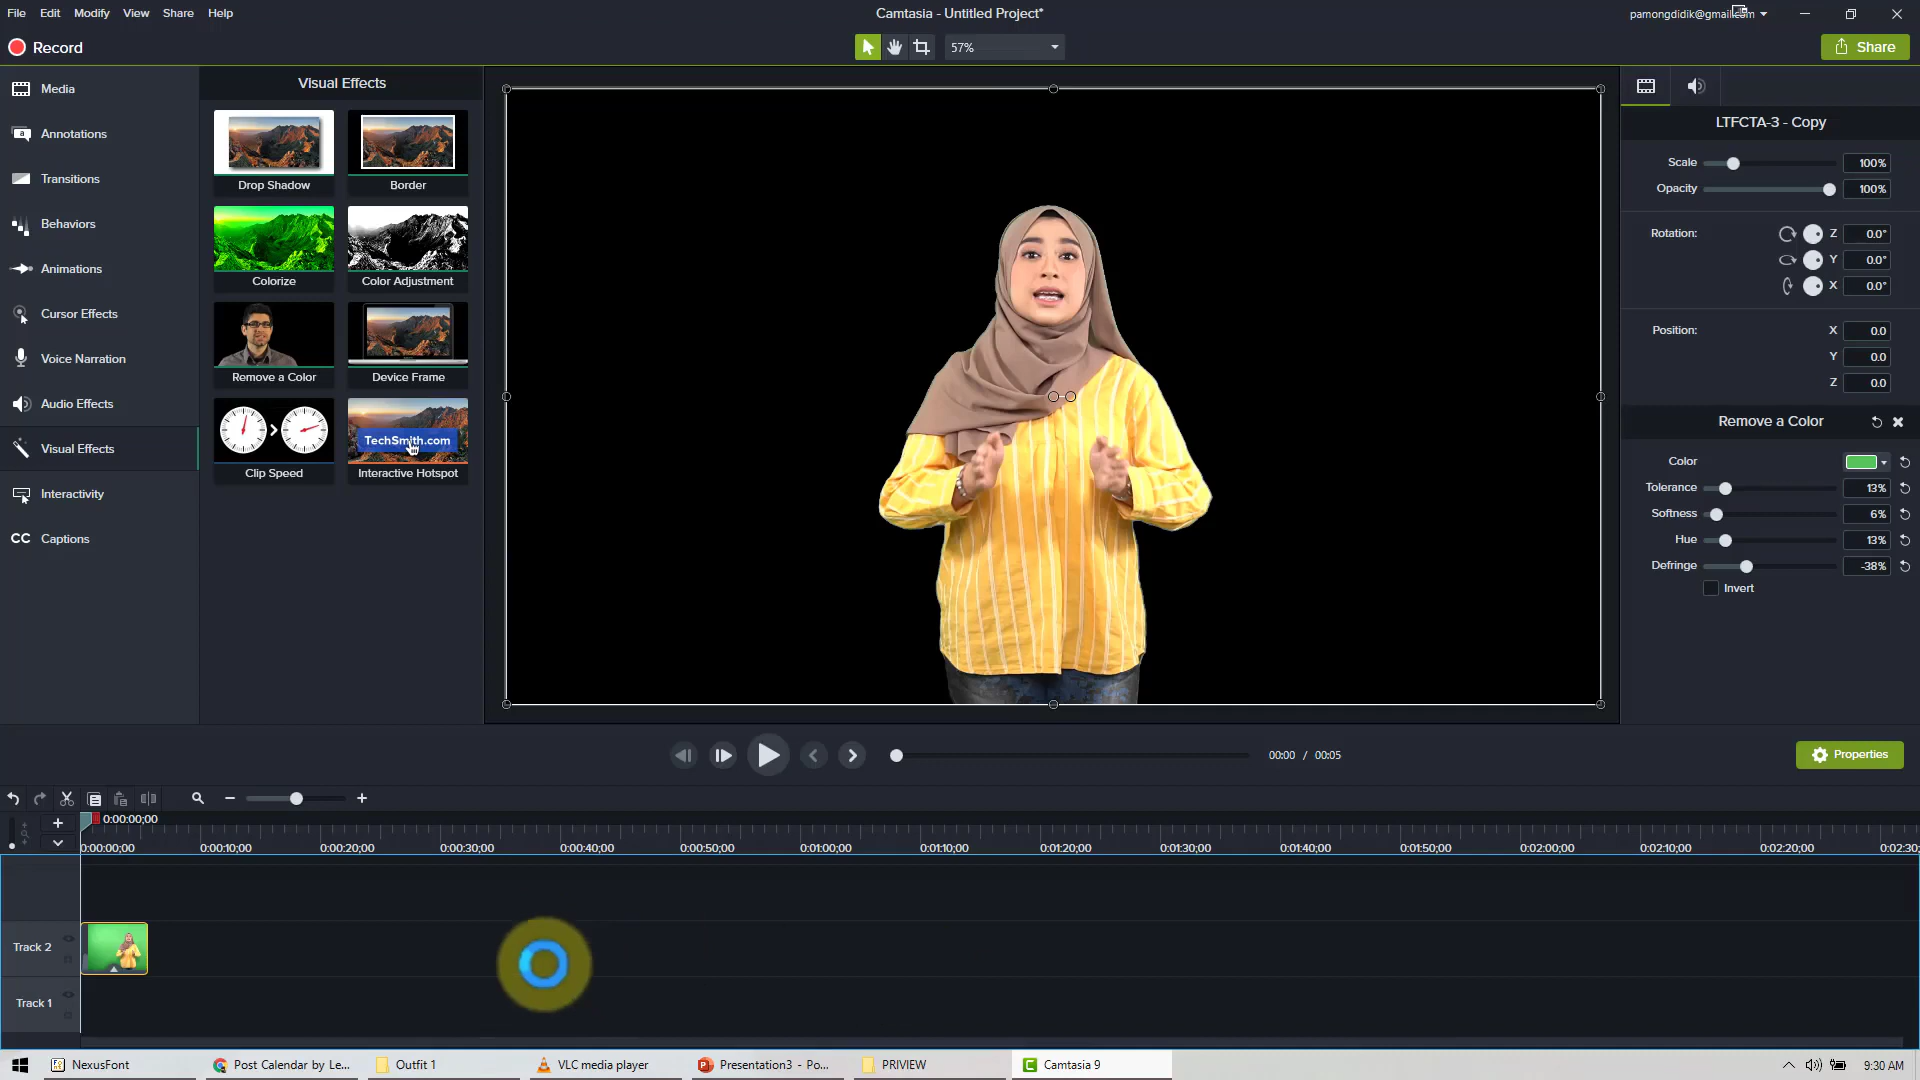 File Edit Modify View Share Help
Camtasia - Untitled Project*
Record
57%
Share
Media
Annotations
Transitions
Behaviors
Animations
Cursor Effects
Voice Narration
Audio Effects
Visual Effects
Interactivity
CC Captions
Visual Effects
Drop Shadow Border
Colorize Color Adjustment
Remove a Color Device Frame
TechSmith.com
Clip Speed Interactive Hotspot
LTFCTA-3 - Copy
Scale 100%
Opacity 100%
Rotation: Z 0.0°
Y 0.0°
X 0.0°
Position: X 0.0
Y 0.0
Z 0.0
Remove a Color
Color
Tolerance 13%
Softness 6%
Hue 13%
Defringe -38%
Invert
00:00 / 00:05
Properties
0:00:00;00
0:00:00;00 0:00:10;00 0:00:20;00 0:00:30;00 0:00:40;00 0:00:50;00 0:01:00;00 0:01:10;00 0:01:20;00 0:01:30;00 0:01:40;00 0:01:50;00 0:02:00;00 0:02:10;00 0:02:20;00 0:02:30;
Track 2
Track 1
NexusFont Post Calendar by Le... Outfit 1 VLC media player Presentation3 - Po... PRIVIEW Camtasia 9 9:30 AM